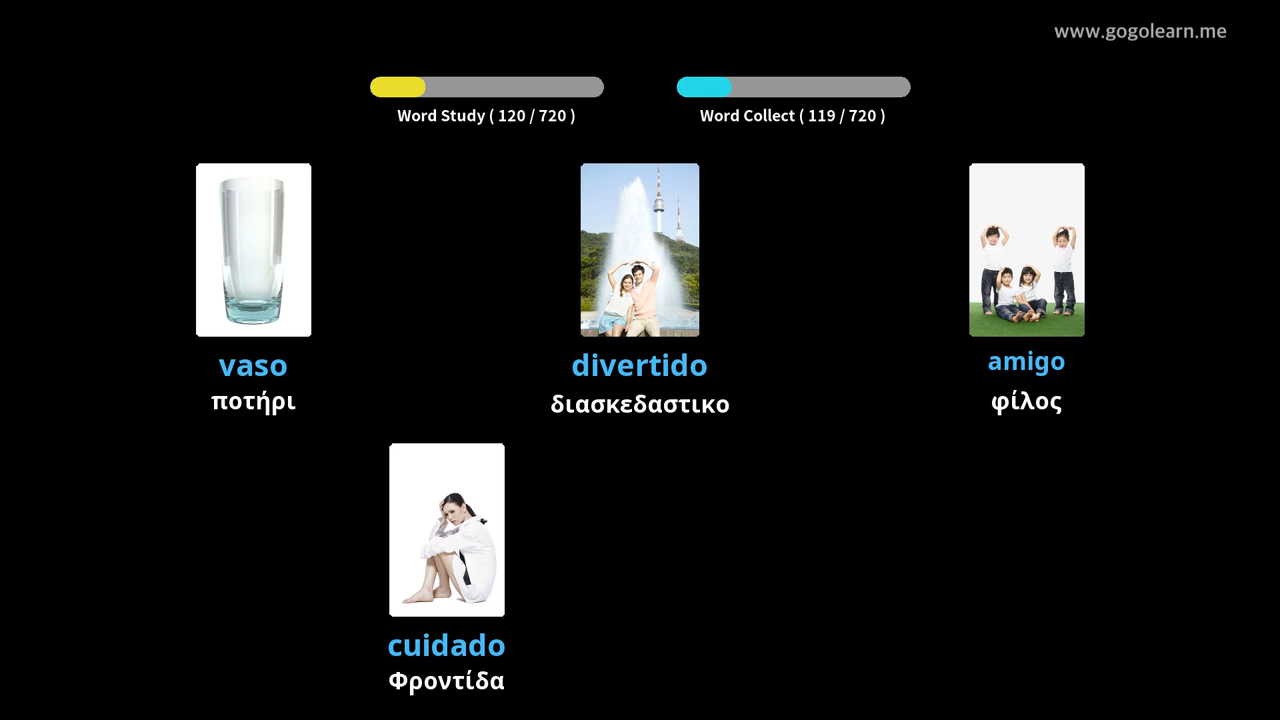 www.gogolearn.me
Word Study ( 120 / 720 )
Word Collect ( 119 / 720 )
vaso
ποτήρι
divertido
διασκεδαστικο
amigo
φίλος
cuidado
Φροντίδα